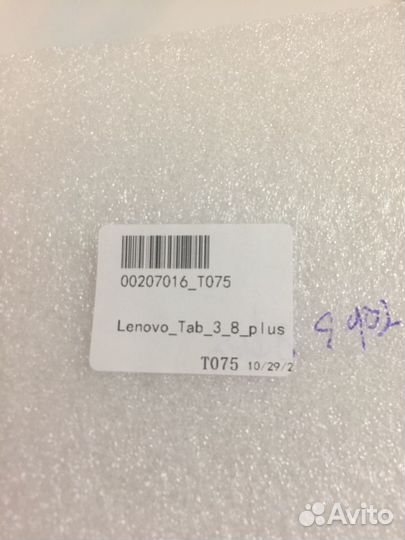 00207016_T075
Lenovo_Tab_3_8_plus
T075 10/29/2
Avito